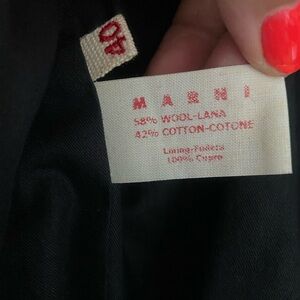 40
MARNI
58% WOOL-LANA
42% COTTON-COTONE
Lining-Fodera
100% Cupro